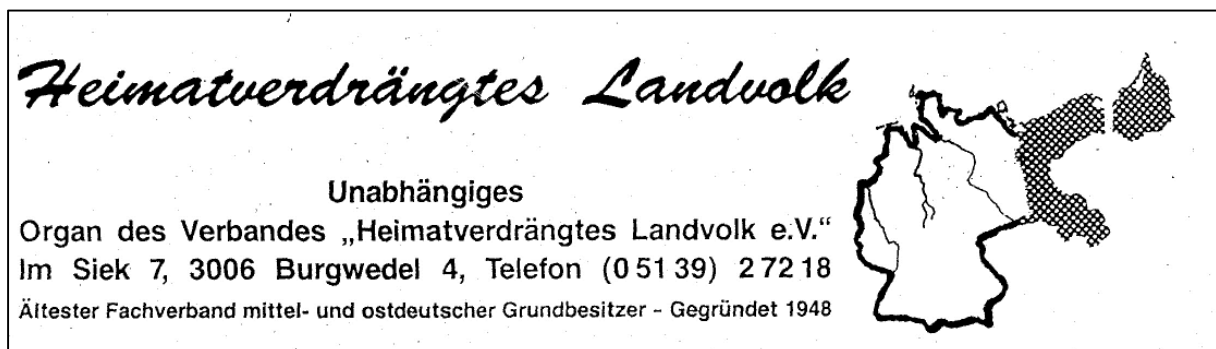 Heimatverdrängtes Landvolk
Unabhängiges
Organ des Verbandes „Heimatverdrängtes Landvolk e.V.“
Im Siek 7, 3006 Burgwedel 4, Telefon (0 51 39) 2 72 18
Ältester Fachverband mittel- und ostdeutscher Grundbesitzer - Gegründet 1948